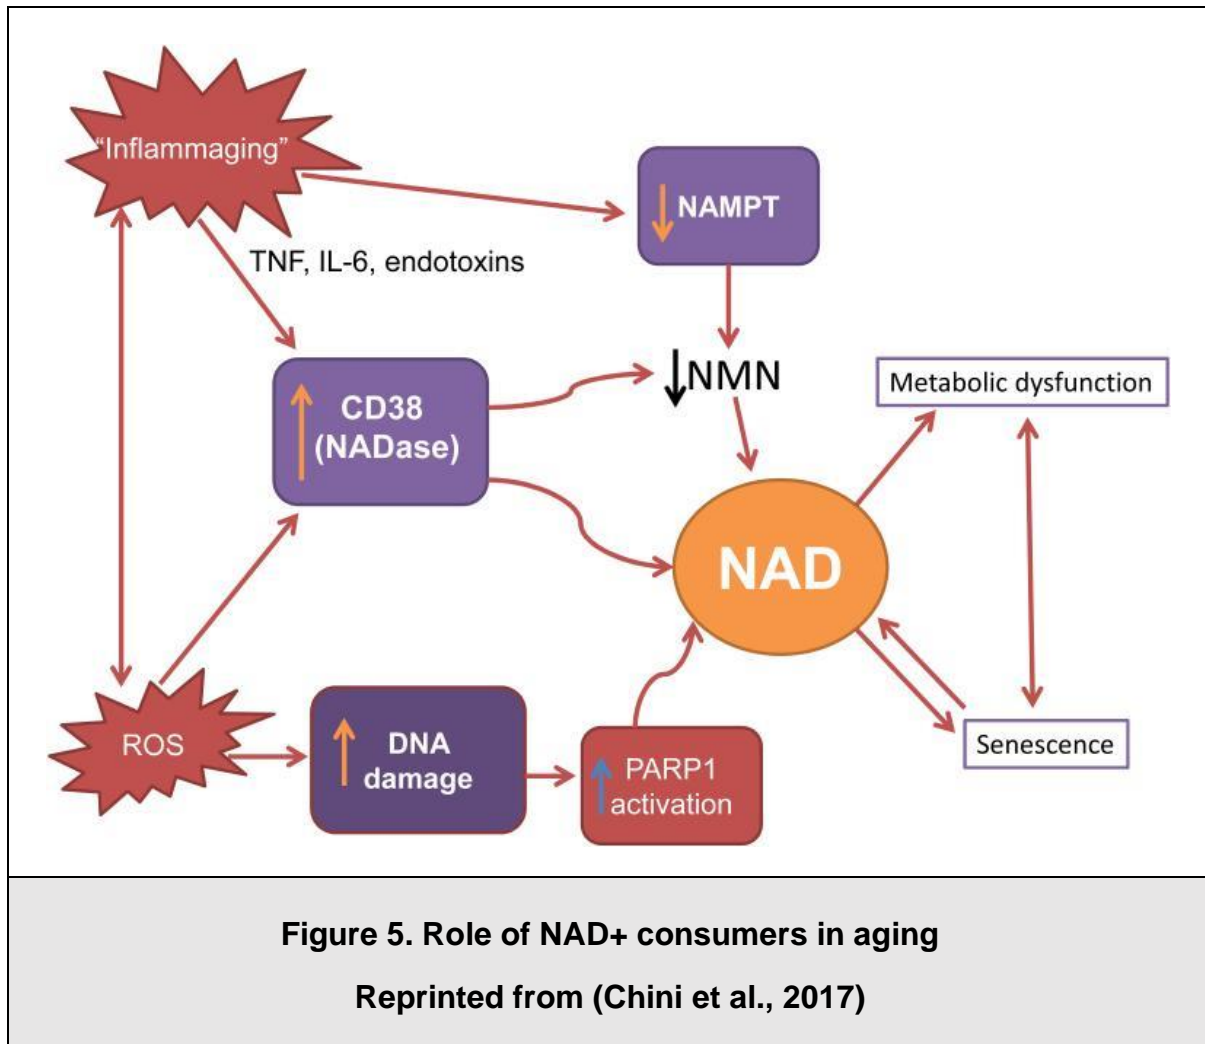 “Inflammaging”
NAMPT
TNF, IL-6, endotoxins
NMN
CD38
(NADase)
Metabolic dysfunction
NAD
Senescence
ROS
DNA
damage
PARP1
activation
Figure 5. Role of NAD+ consumers in aging
Reprinted from (Chini et al., 2017)